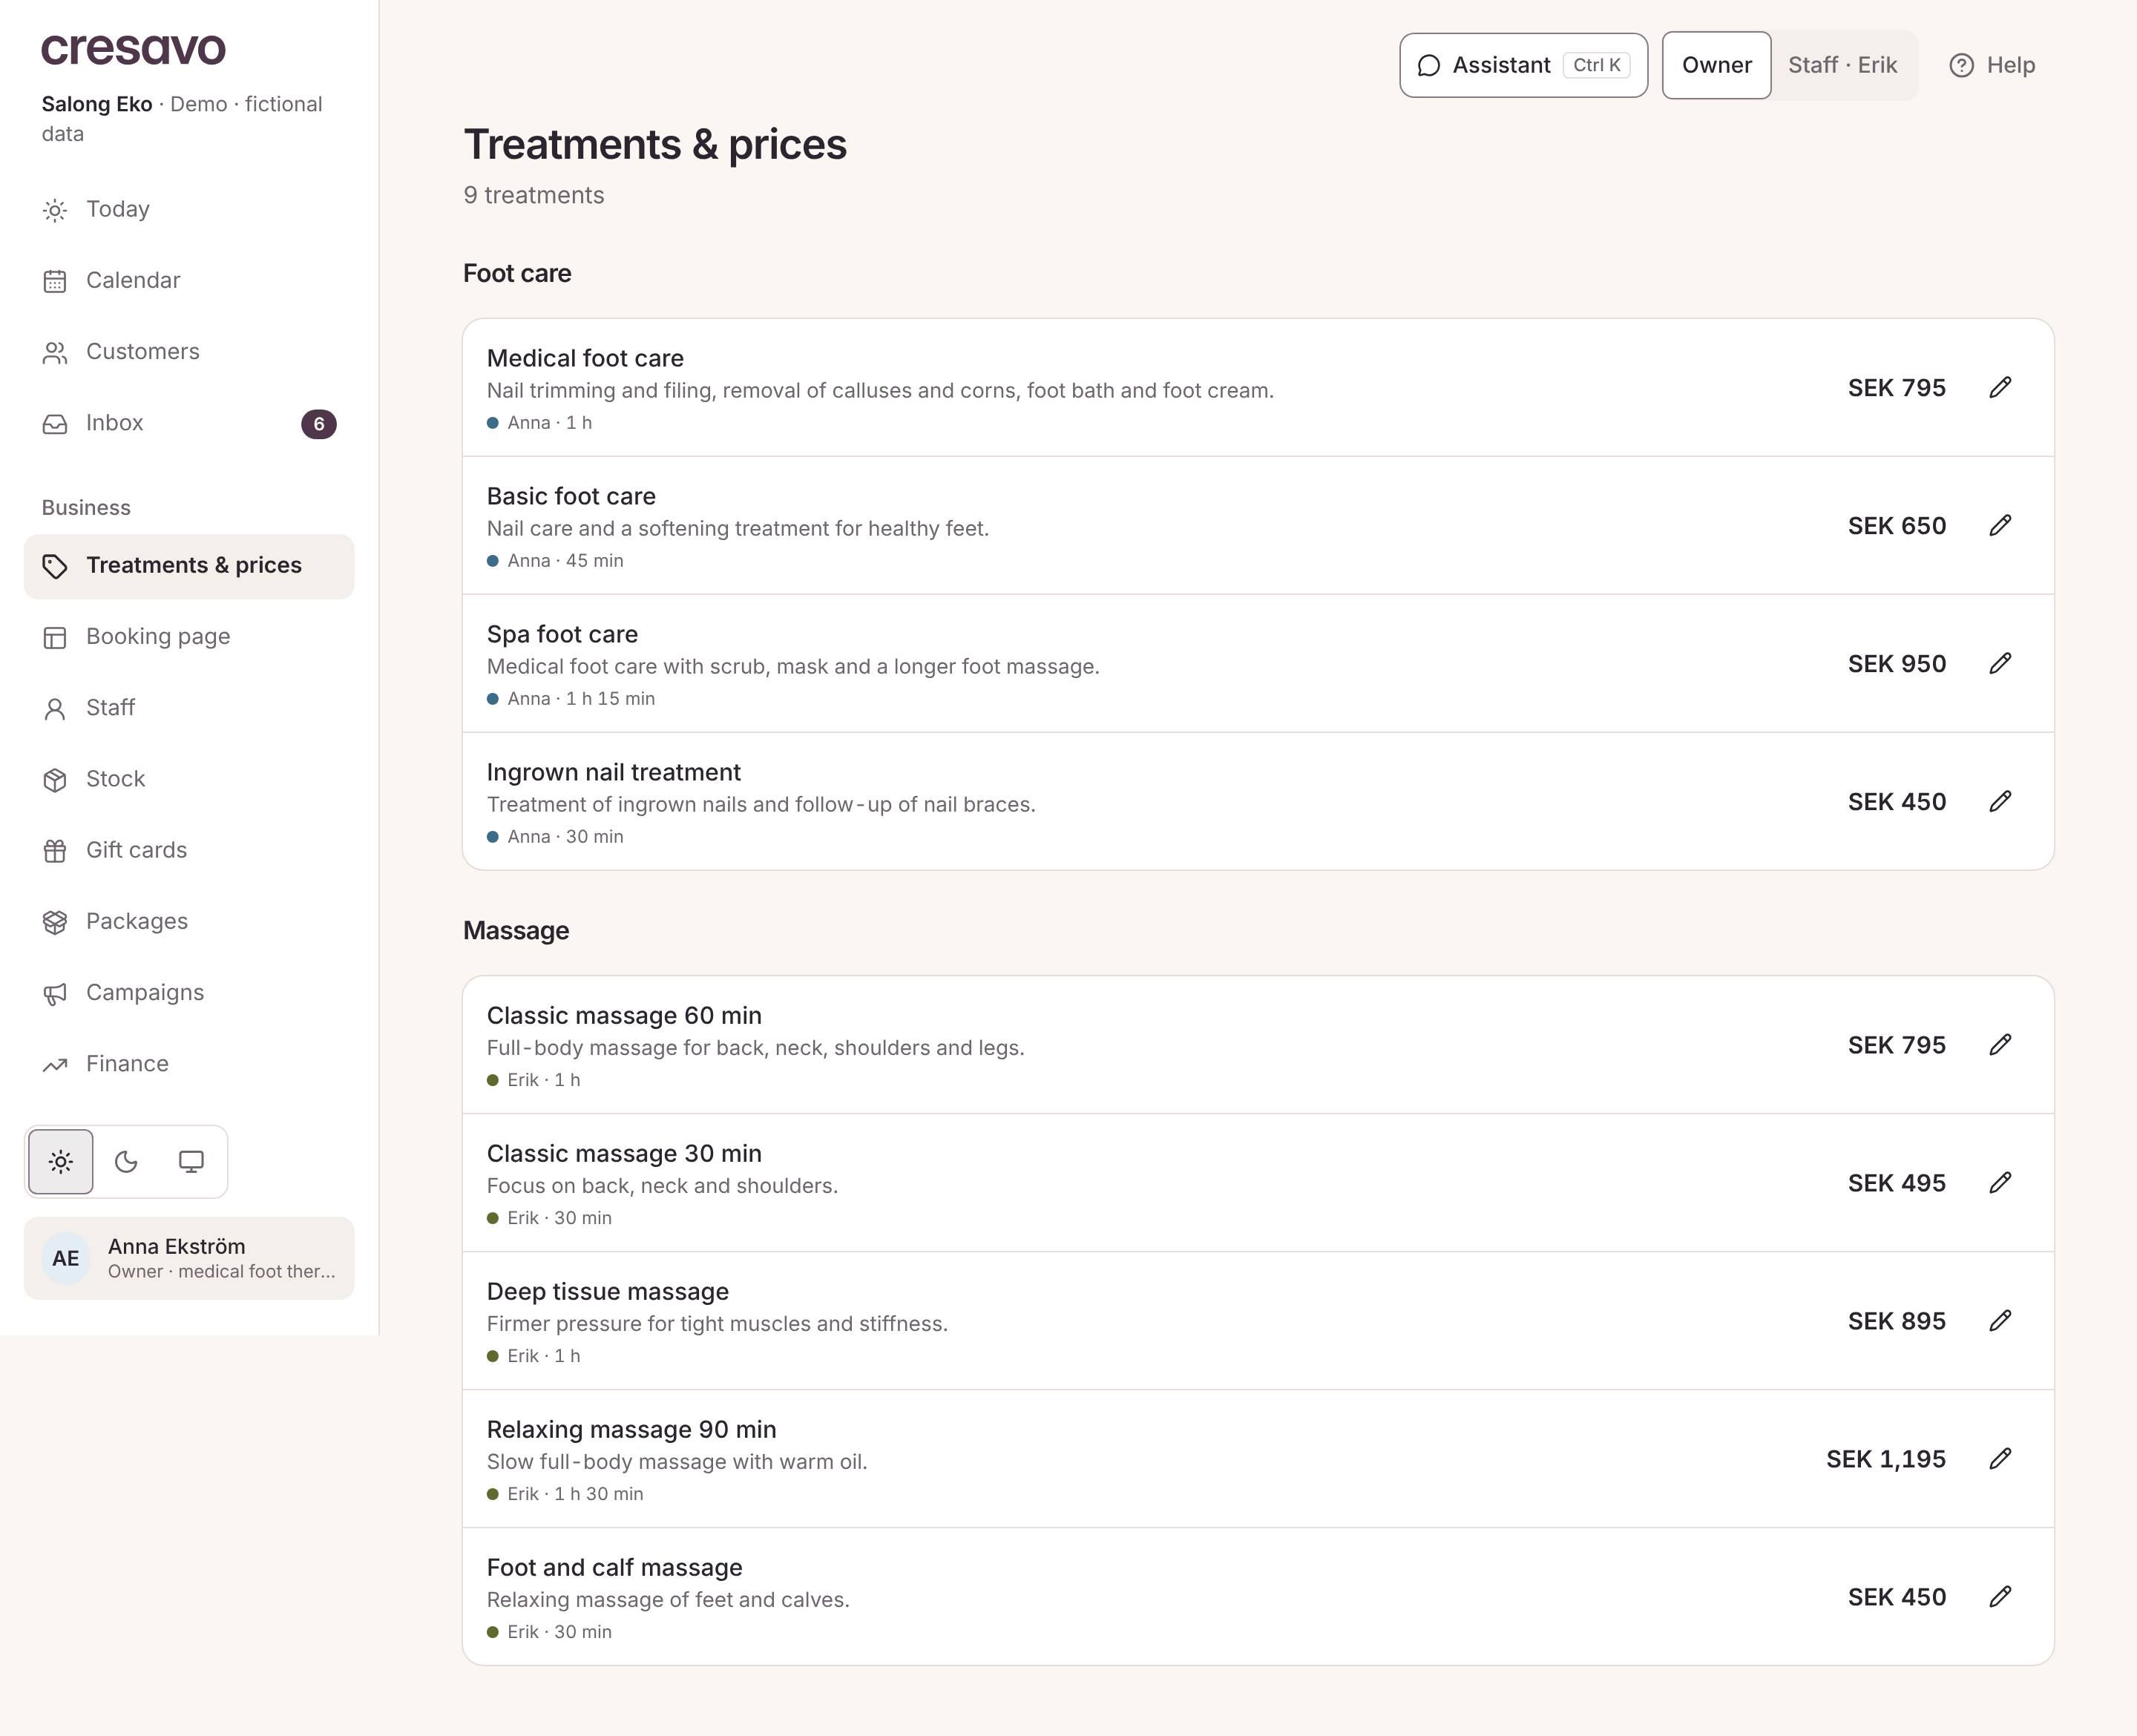 cresavo
Salong Eko · Demo · fictional
data
Today
Calendar
Customers
Inbox 6
Business
Treatments & prices
Booking page
Staff
Stock
Gift cards
Packages
Campaigns
Finance
AE
Anna Ekström
Owner · medical foot ther...
Assistant Ctrl K
Owner
Staff · Erik
Help
Treatments & prices
9 treatments
Foot care
Medical foot care
Nail trimming and filing, removal of calluses and corns, foot bath and foot cream.
Anna · 1 h
SEK 795
Basic foot care
Nail care and a softening treatment for healthy feet.
Anna · 45 min
SEK 650
Spa foot care
Medical foot care with scrub, mask and a longer foot massage.
Anna · 1 h 15 min
SEK 950
Ingrown nail treatment
Treatment of ingrown nails and follow-up of nail braces.
Anna · 30 min
SEK 450
Massage
Classic massage 60 min
Full-body massage for back, neck, shoulders and legs.
Erik · 1 h
SEK 795
Classic massage 30 min
Focus on back, neck and shoulders.
Erik · 30 min
SEK 495
Deep tissue massage
Firmer pressure for tight muscles and stiffness.
Erik · 1 h
SEK 895
Relaxing massage 90 min
Slow full-body massage with warm oil.
Erik · 1 h 30 min
SEK 1,195
Foot and calf massage
Relaxing massage of feet and calves.
Erik · 30 min
SEK 450